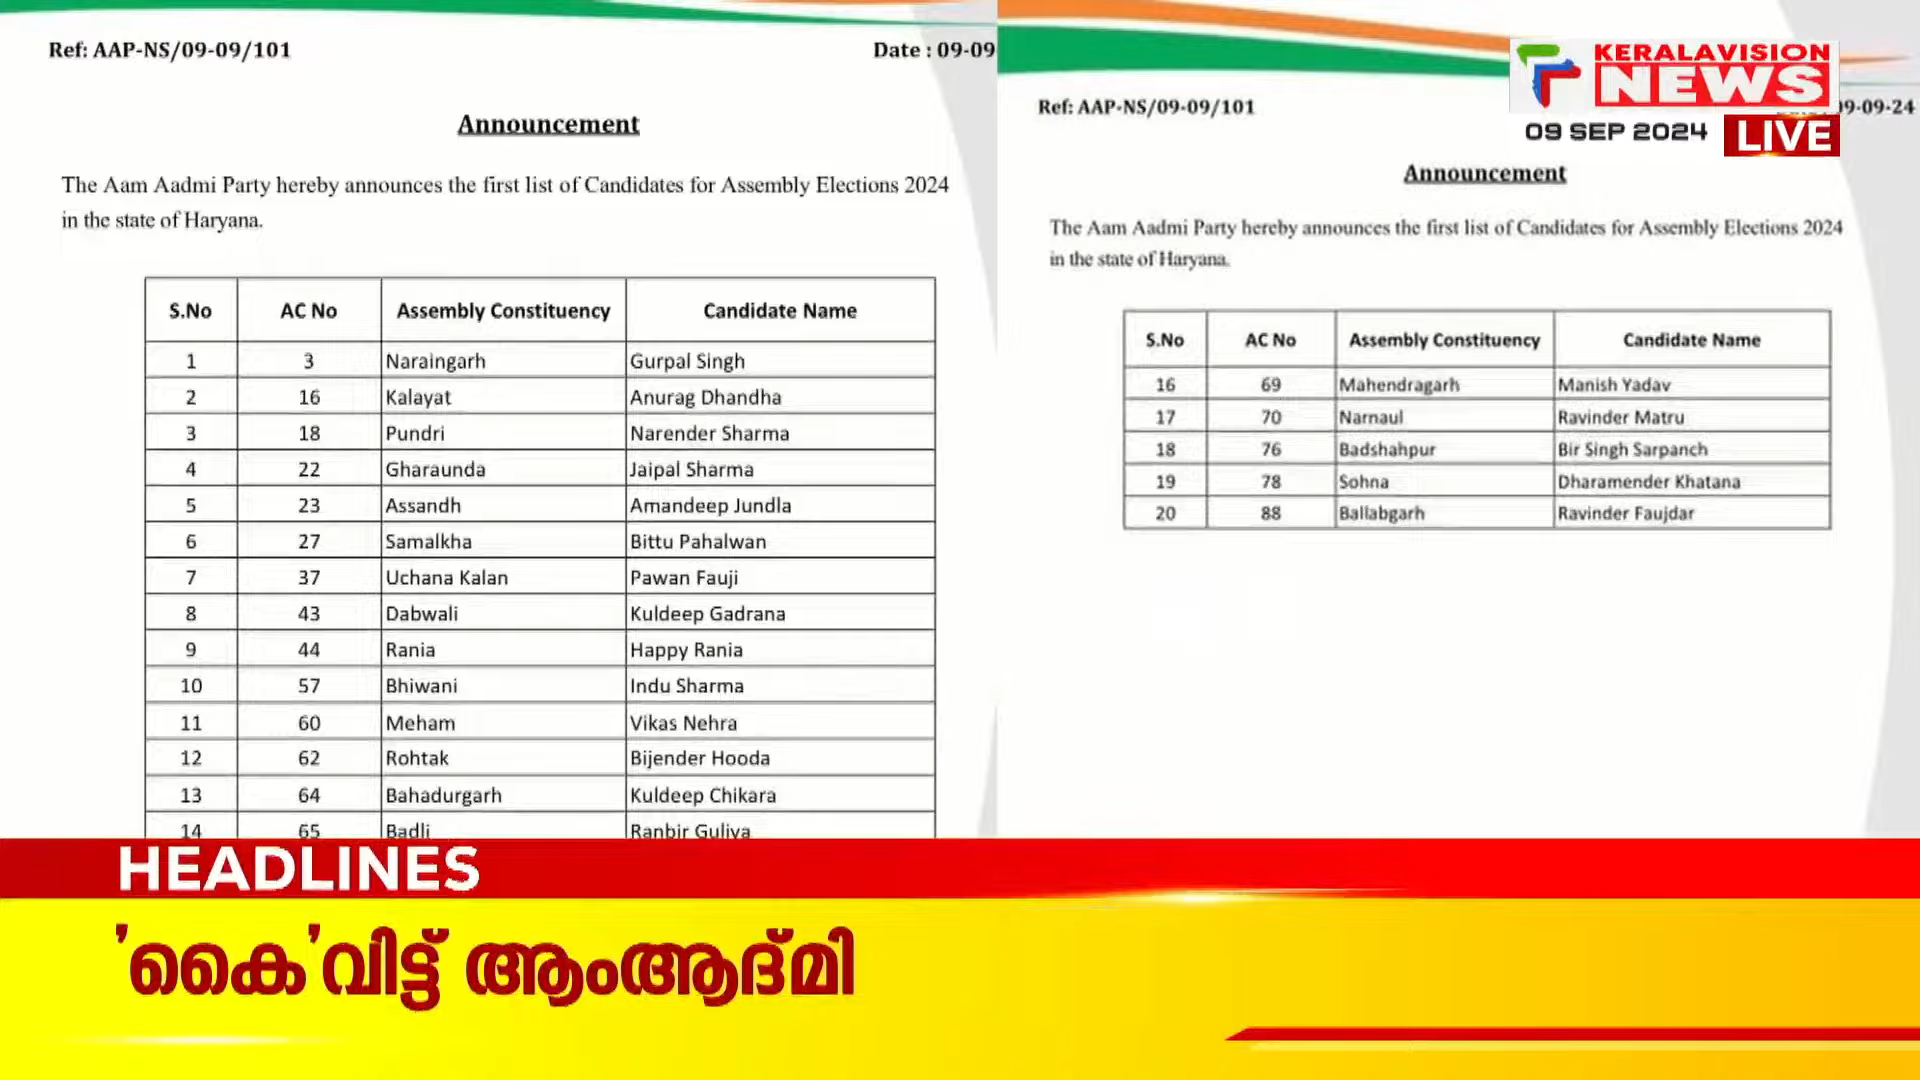 Ref: AAP-NS/09-09/101
Date : 09-09
Announcement
The Aam Aadmi Party hereby announces the first list of Candidates for Assembly Elections 2024
in the state of Haryana.
S.No AC No Assembly Constituency Candidate Name
1 3 Naraingarh Gurpal Singh
2 16 Kalayat Anurag Dhandha
3 18 Pundri Narender Sharma
4 22 Gharaunda Jaipal Sharma
5 23 Assandh Amandeep Jundla
6 27 Samalkha Bittu Pahalwan
7 37 Uchana Kalan Pawan Fauji
8 43 Dabwali Kuldeep Gadrana
9 44 Rania Happy Rania
10 57 Bhiwani Indu Sharma
11 60 Meham Vikas Nehra
12 62 Rohtak Bijender Hooda
13 64 Bahadurgarh Kuldeep Chikara
14 65 Badli Ranbir Guliya
Ref: AAP-NS/09-09/101
09-09-24
Announcement
The Aam Aadmi Party hereby announces the first list of Candidates for Assembly Elections 2024
in the state of Haryana.
S.No AC No Assembly Constituency Candidate Name
16 69 Mahendragarh Manish Yadav
17 70 Narnaul Ravinder Matru
18 76 Badshahpur Bir Singh Sarpanch
19 78 Sohna Dharamender Khatana
20 88 Ballabgarh Ravinder Faujdar
KERALAVISION
NEWS
09 SEP 2024 LIVE
HEADLINES
'കൈ'വിട്ട് ആംആദ്മി